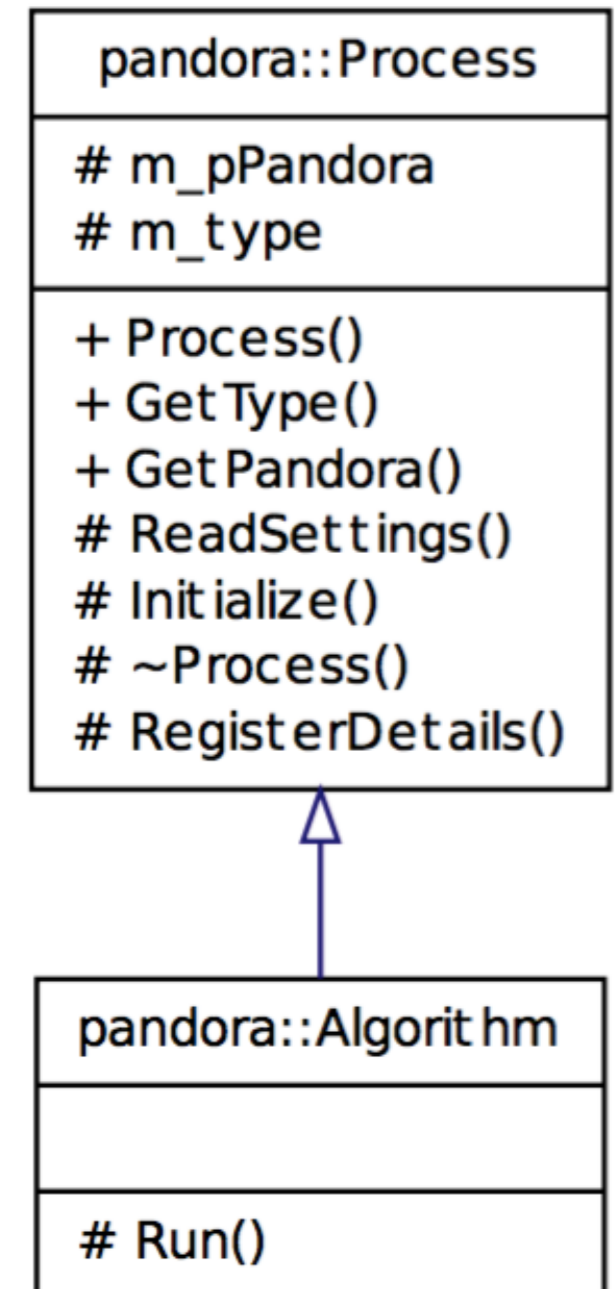 pandora::Process
# m_pPandora
# m_type
+ Process()
+ GetType()
+ GetPandora()
# ReadSettings()
# Initialize()
# ~Process()
# RegisterDetails()
pandora::Algorithm
# Run()